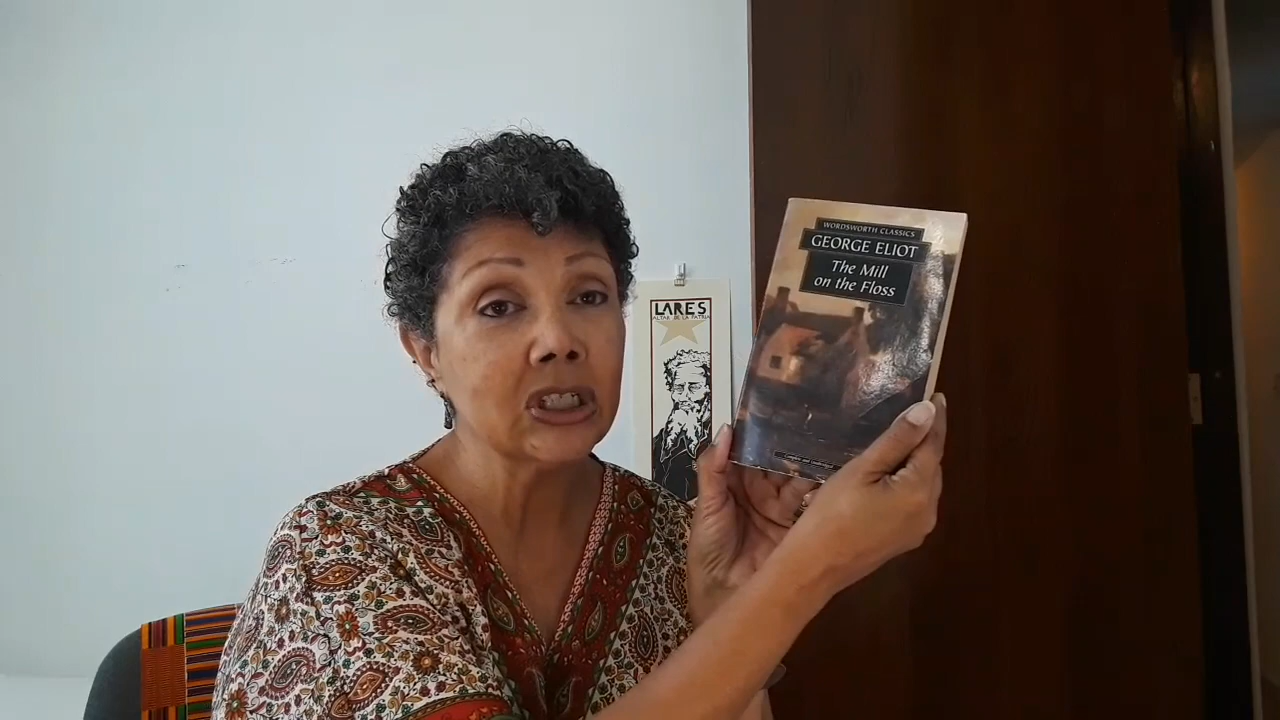 LARES
ALTAR DE LA PATRIA
WORDSWORTH CLASSICS
GEORGE ELIOT
The Mill
on the Floss